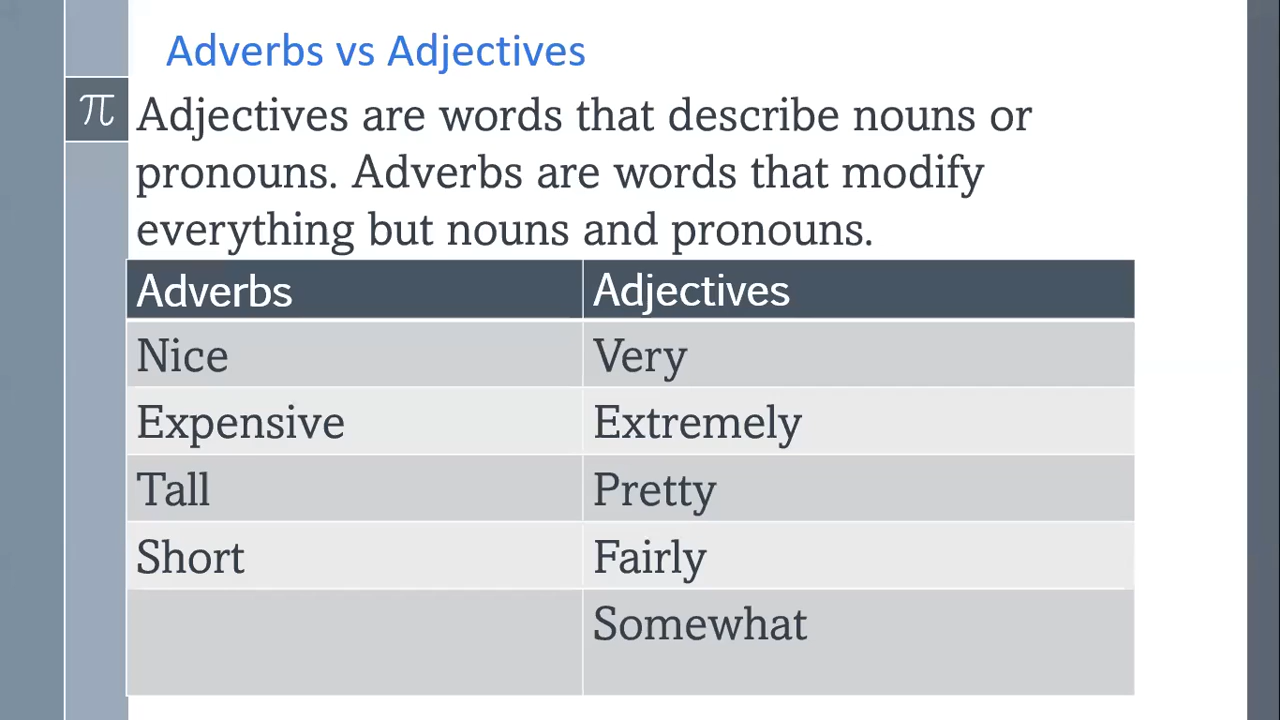 Adverbs vs Adjectives
π
Adjectives are words that describe nouns or
pronouns. Adverbs are words that modify
everything but nouns and pronouns.
Adverbs Adjectives
Nice Very
Expensive Extremely
Tall Pretty
Short Fairly
Somewhat